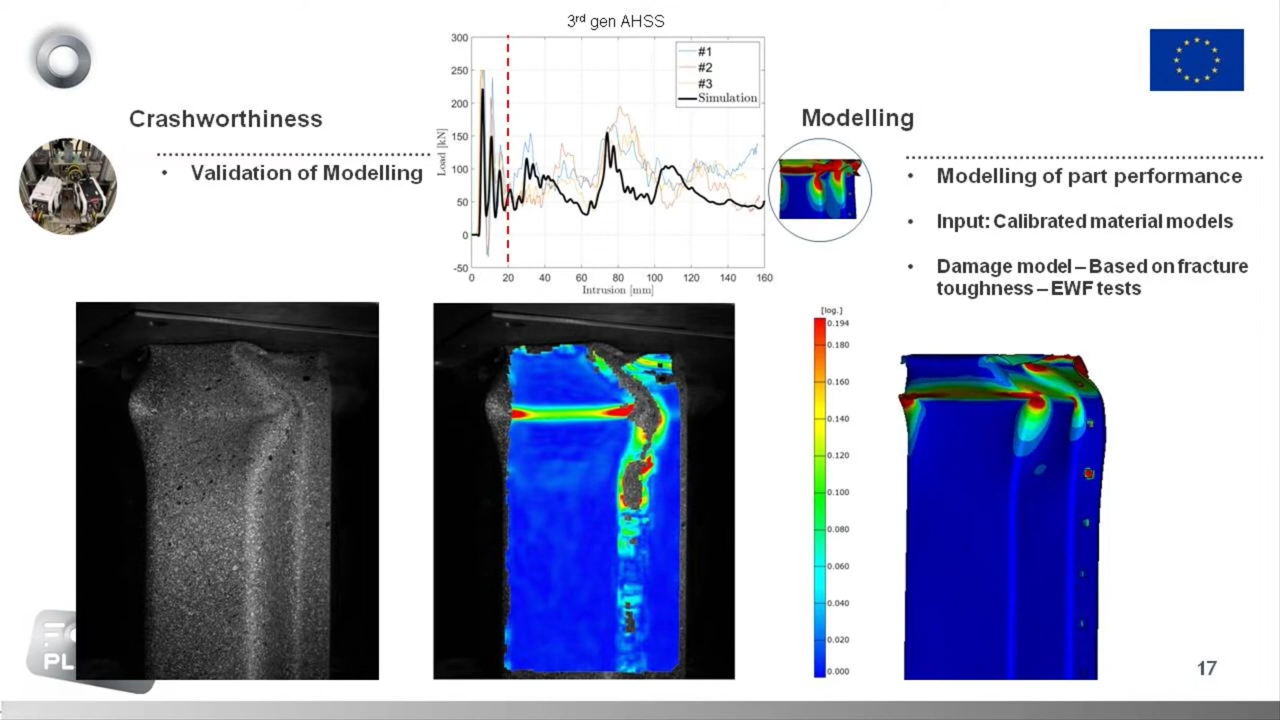 3rd gen AHSS
300
250
200
150
100
50
0
-50
Load [kN]
0 20 40 60 80 100 120 140 160
Intrusion [mm]
#1
#2
#3
Simulation
Crashworthiness
• Validation of Modelling
Modelling
• Modelling of part performance
• Input: Calibrated material models
• Damage model – Based on fracture
toughness – EWF tests
[log.]
0.194
0.180
0.160
0.140
0.120
0.100
0.080
0.060
0.040
0.020
0.000
PL
17